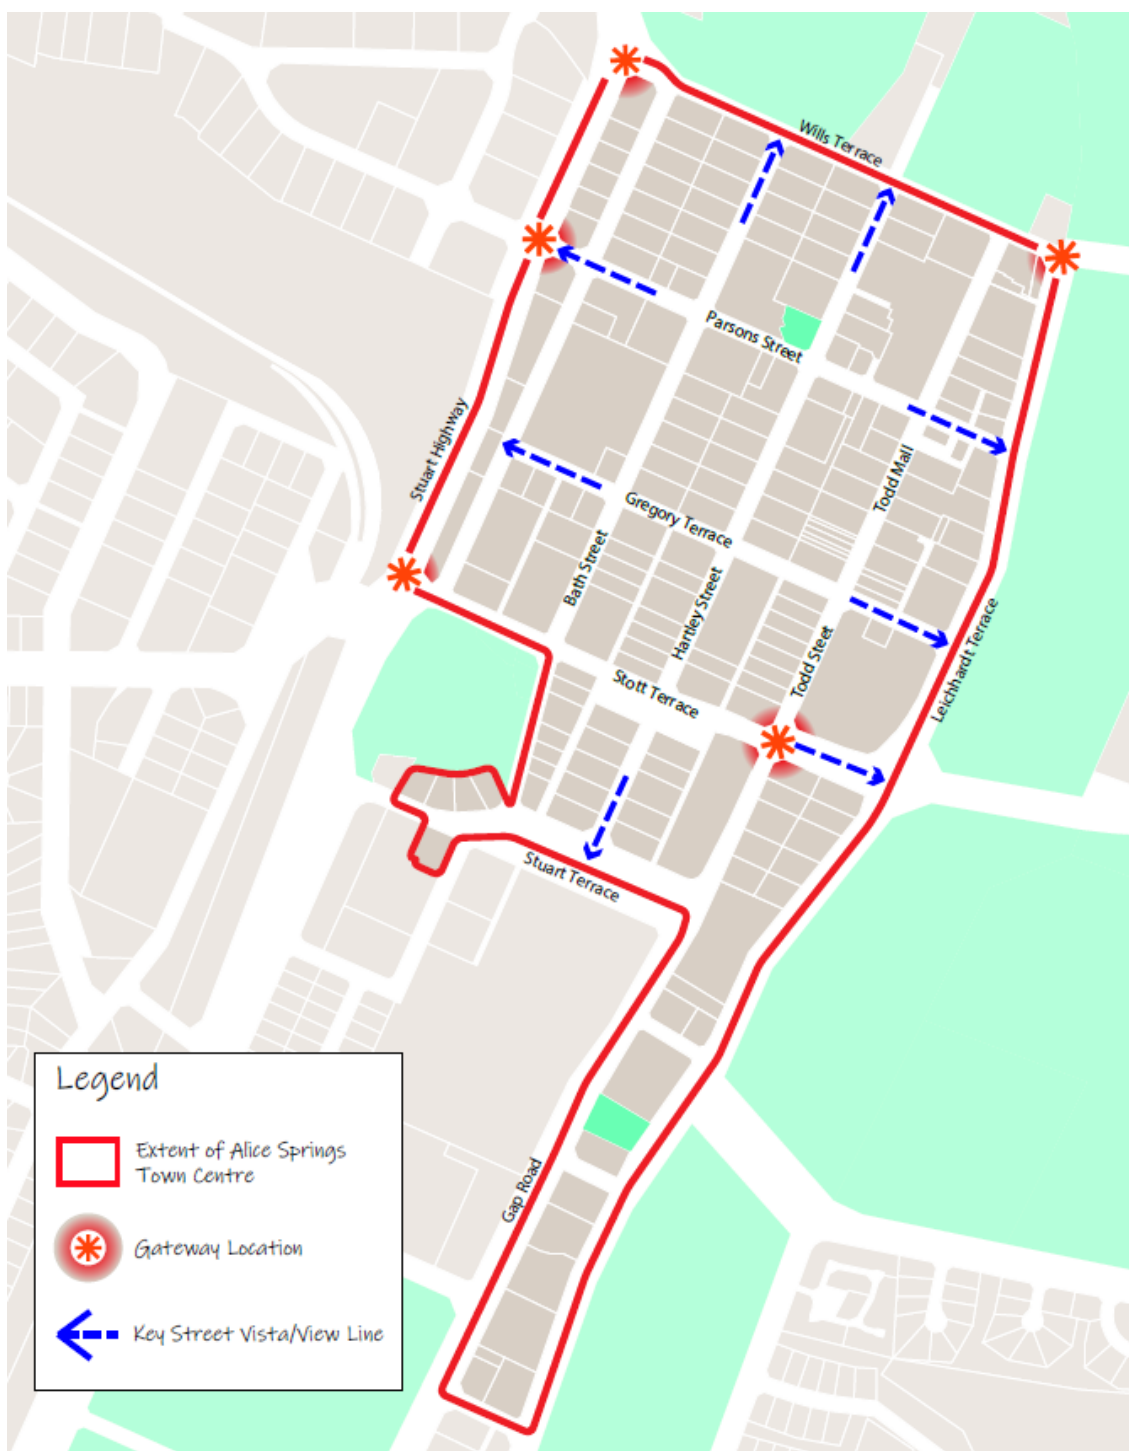 Wills Terrace
Parsons Street
Stuart Highway
Todd Mall
Gregory Terrace
Bath Street
Hartley Street
Leichhardt Terrace
Todd Steet
Stott Terrace
Stuart Terrace
Gap Road
Legend
Extent of Alice Springs
Town Centre
Gateway Location
Key Street Vista/View Line